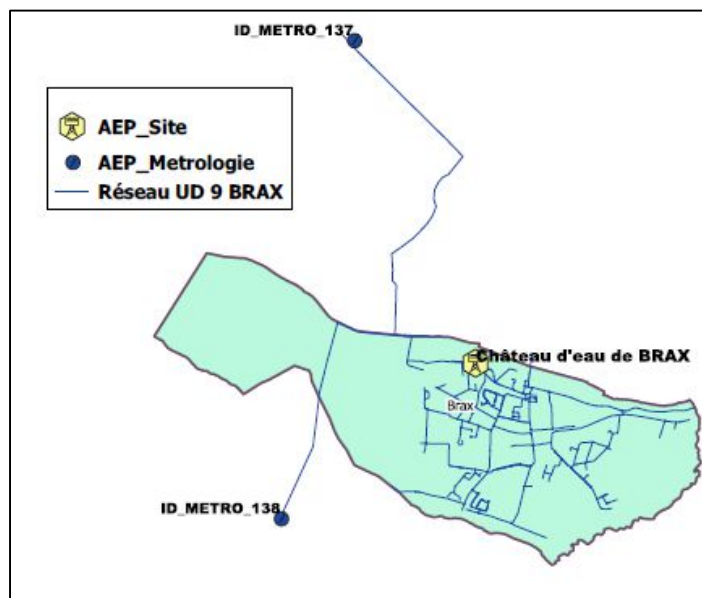 ID_METRO_137
AEP_Site
AEP_Metrologie
Réseau UD 9 BRAX
Château d'eau de BRAX
Brax
ID_METRO_138